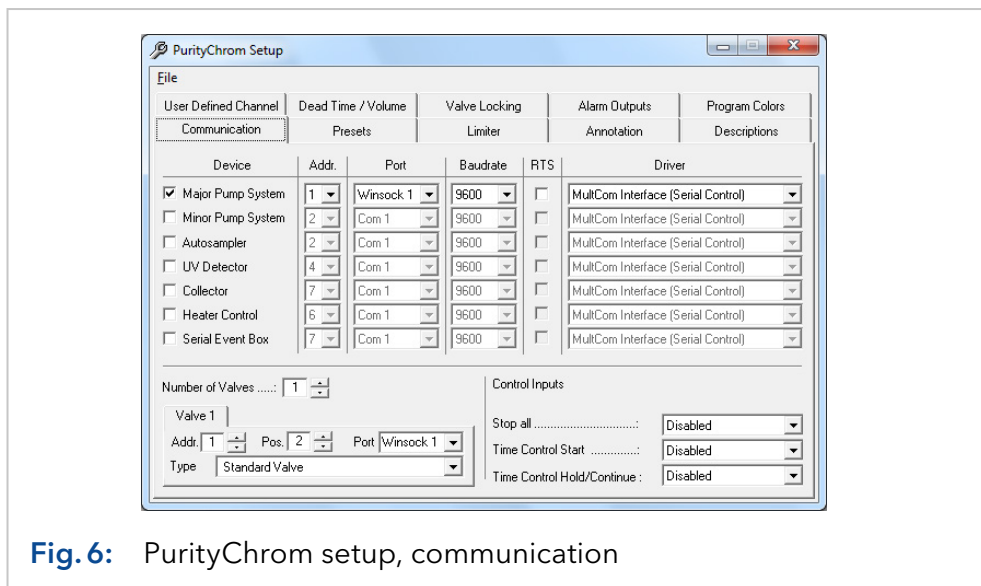 PurityChrom Setup
File
User Defined Channel Dead Time / Volume Valve Locking Alarm Outputs Program Colors
Communication Presets Limiter Annotation Descriptions
Device Addr. Port Baudrate RTS Driver
Major Pump System 1 Winsock 1 9600 MultCom Interface (Serial Control)
Minor Pump System 2 Com 1 9600 MultCom Interface (Serial Control)
Autosampler 2 Com 1 9600 MultCom Interface (Serial Control)
UV Detector 4 Com 1 9600 MultCom Interface (Serial Control)
Collector 7 Com 1 9600 MultCom Interface (Serial Control)
Heater Control 6 Com 1 9600 MultCom Interface (Serial Control)
Serial Event Box 7 Com 1 9600 MultCom Interface (Serial Control)
Number of Valves .....: 1
Valve 1
Addr. 1 Pos. 2 Port Winsock 1
Type Standard Valve
Control Inputs
Stop all ..............................: Disabled
Time Control Start ..............: Disabled
Time Control Hold/Continue : Disabled
Fig. 6: PurityChrom setup, communication